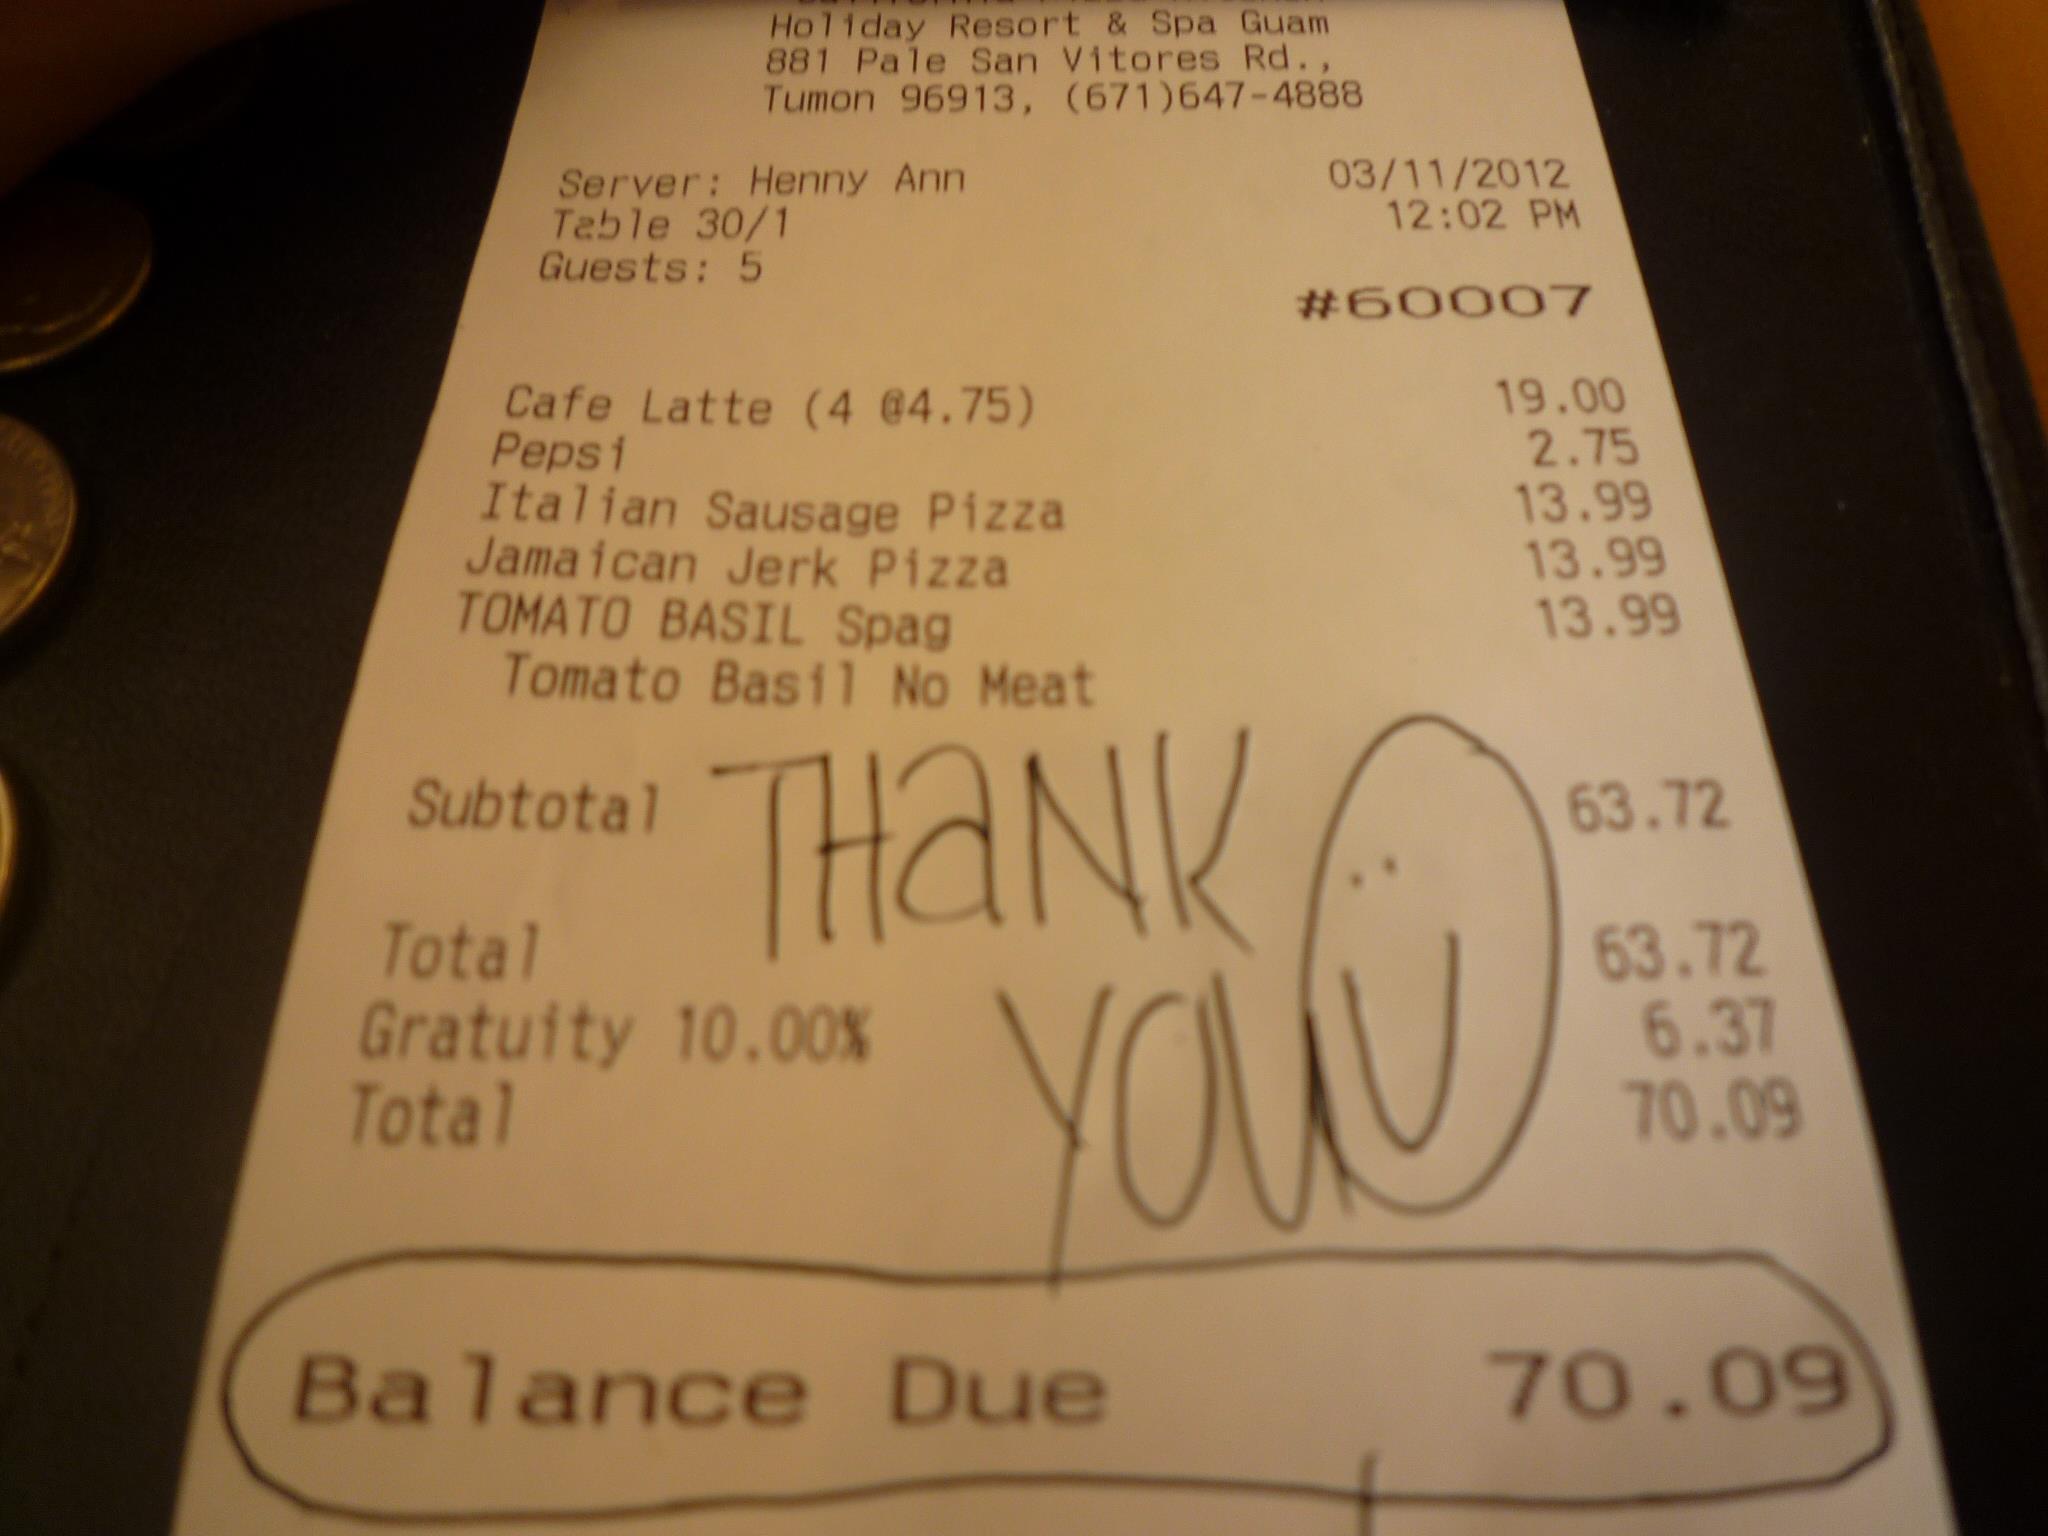 California Pizza Kitchen
Holiday Resort & Spa Guam
881 Pale San Vitores Rd.,
Tumon 96913, (671)647-4888
Server: Henny Ann 03/11/2012
Table 30/1 12:02 PM
Guests: 5
#60007
Cafe Latte (4 @4.75) 19.00
Pepsi 2.75
Italian Sausage Pizza 13.99
Jamaican Jerk Pizza 13.99
TOMATO BASIL Spag 13.99
Tomato Basil No Meat
Subtotal 63.72
THANK
YOU
Total 63.72
Gratuity 10.00% 6.37
Total 70.09
Balance Due 70.09